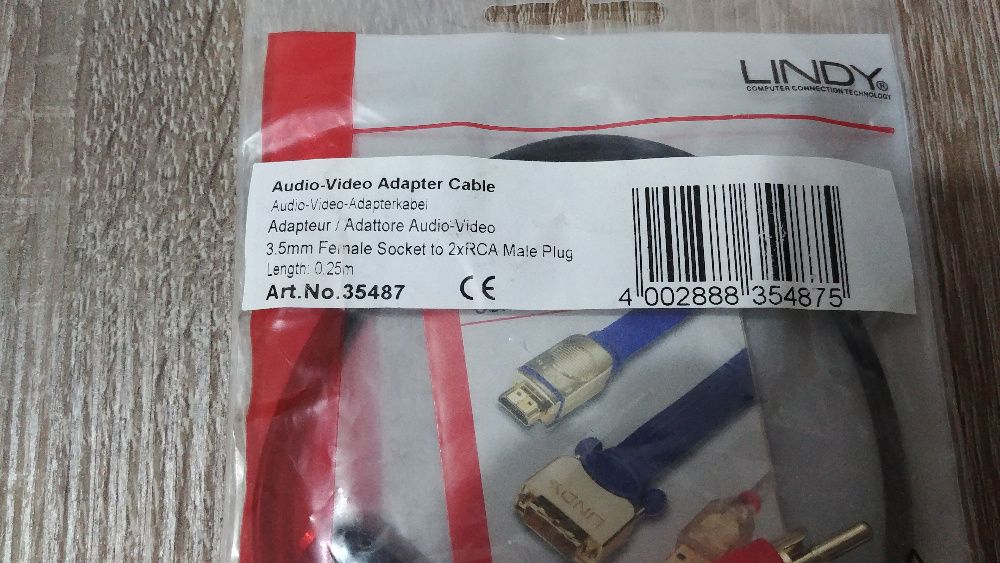 LINDY®
COMPUTER CONNECTION TECHNOLOGY
Audio-Video Adapter Cable
Audio-Video-Adapterkabel
Adapteur / Adattore Audio-Video
3.5mm Female Socket to 2xRCA Male Plug
Length: 0.25m
Art.No.35487 CE
4 002888 354875
LINDY